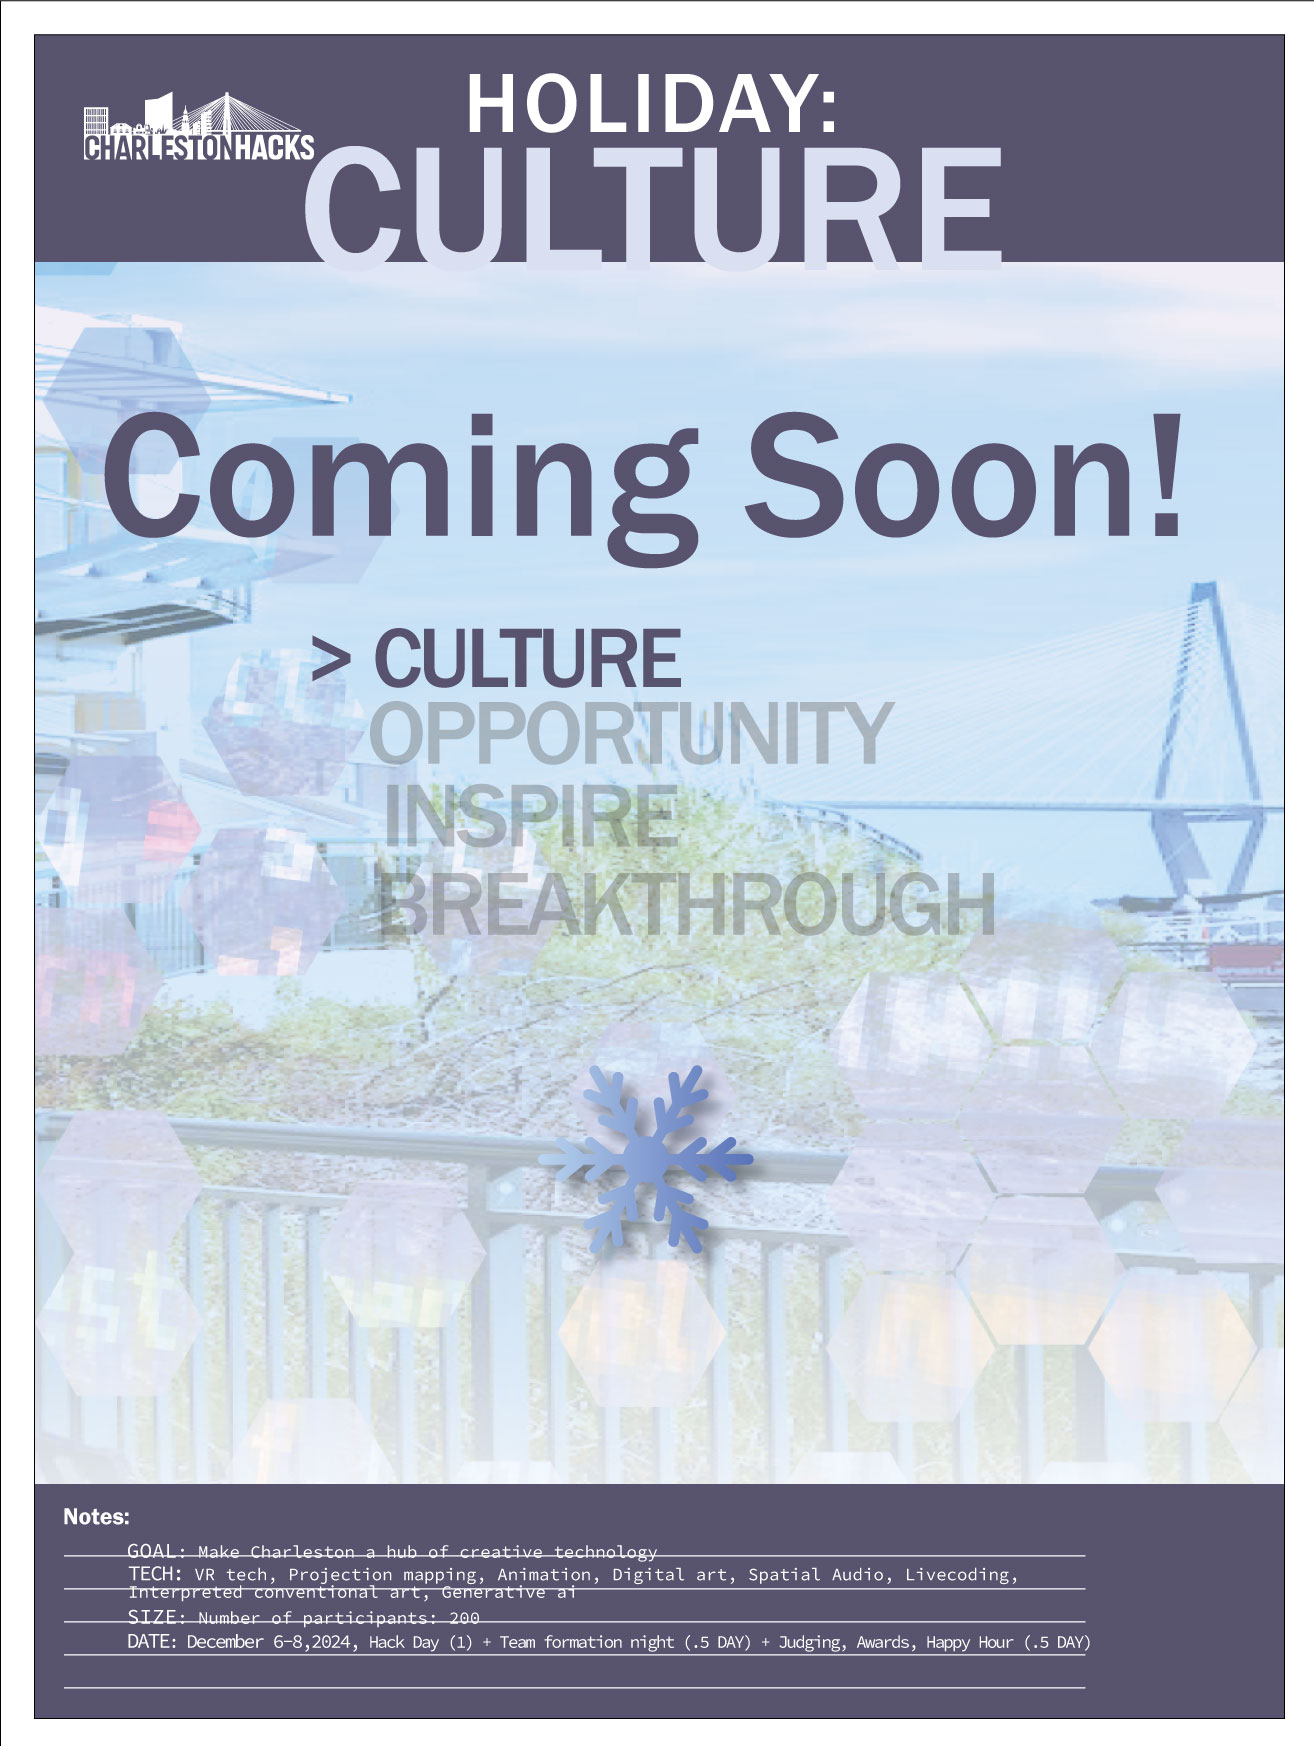 CHARLESTONHACKS
HOLIDAY:
CULTURE
Coming Soon!
> CULTURE
OPPORTUNITY
INSPIRE
BREAKTHROUGH
Notes:
GOAL: Make Charleston a hub of creative technology
TECH: VR tech, Projection mapping, Animation, Digital art, Spatial Audio, Livecoding,
Interpreted conventional art, Generative ai
SIZE: Number of participants: 200
DATE: December 6-8,2024, Hack Day (1) + Team formation night (.5 DAY) + Judging, Awards, Happy Hour (.5 DAY)